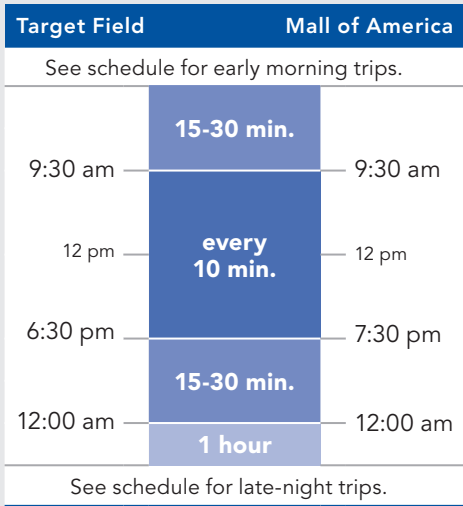 Target Field Mall of America
See schedule for early morning trips.
15-30 min.
9:30 am 9:30 am
12 pm every 10 min. 12 pm
6:30 pm 7:30 pm
15-30 min.
12:00 am 12:00 am
1 hour
See schedule for late-night trips.